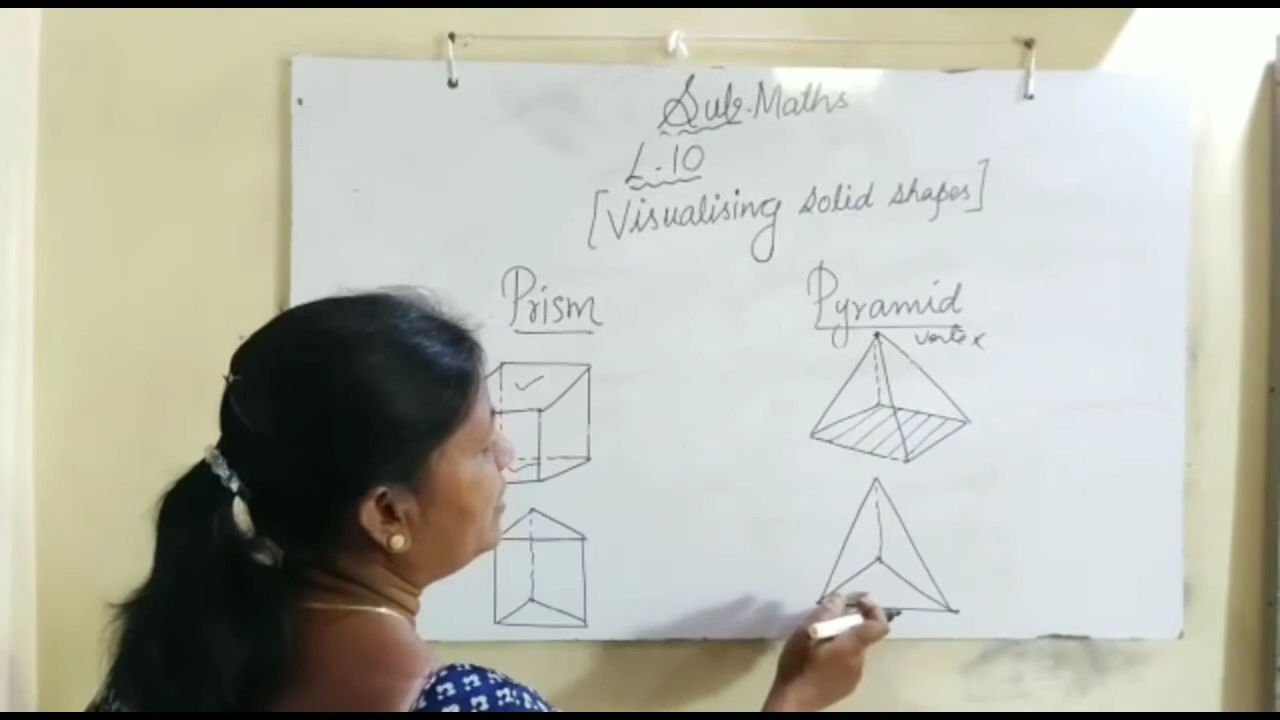 Sub-Maths
L-10
[Visualising solid shapes]
Prism
Pyramid
vertex